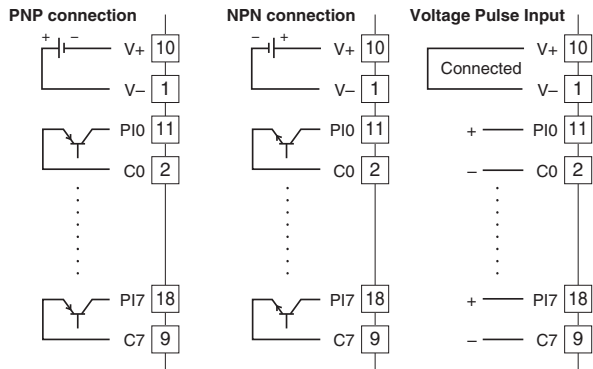 PNP connection
+ –
V+ 10
V– 1
PI0 11
C0 2
PI7 18
C7 9
NPN connection
– +
V+ 10
V– 1
PI0 11
C0 2
PI7 18
C7 9
Voltage Pulse Input
V+ 10
Connected
V– 1
+ PI0 11
– C0 2
+ PI7 18
– C7 9